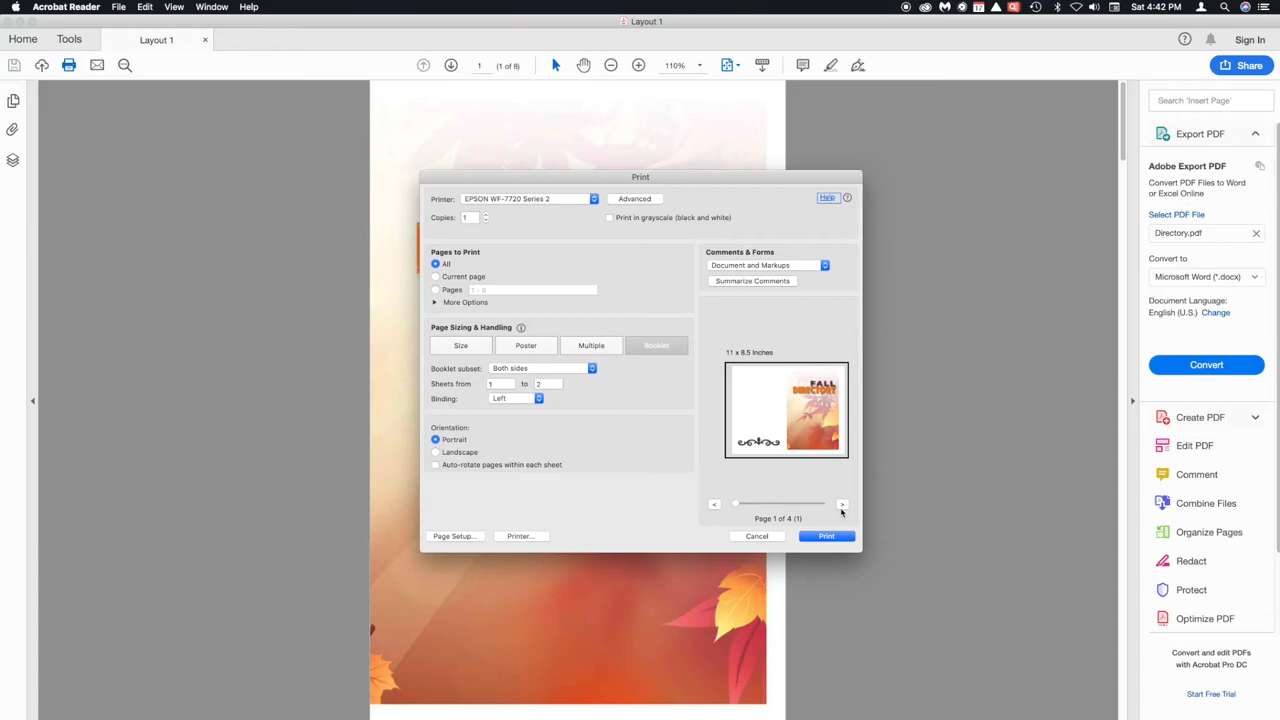 Acrobat Reader File Edit View Window Help 17 Sat 4:42 PM
Layout 1
Home Tools Layout 1 × Sign In
1 (1 of 8) 110% Share
Print
Printer: EPSON WF-7720 Series 2 Advanced Help
Copies: 1 Print in grayscale (black and white)
Pages to Print
All
Current page
Pages
More Options
Comments & Forms
Document and Markups
Summarize Comments
Page Sizing & Handling
Size Poster Multiple Booklet
Booklet subset: Both sides
Sheets from 1 to 2
Binding: Left
Orientation:
Portrait
Landscape
Auto-rotate pages within each sheet
11 x 8.5 Inches
FALL
DIRECTORY
< >
Page 1 of 4 (1)
Page Setup... Printer... Cancel Print
Search 'Insert Page'
Export PDF
Adobe Export PDF
Convert PDF Files to Word
or Excel Online
Select PDF File
Directory.pdf
Convert to
Microsoft Word (*.docx)
Document Language:
English (U.S.) Change
Convert
Create PDF
Edit PDF
Comment
Combine Files
Organize Pages
Redact
Protect
Optimize PDF
Convert and edit PDFs
with Acrobat Pro DC
Start Free Trial